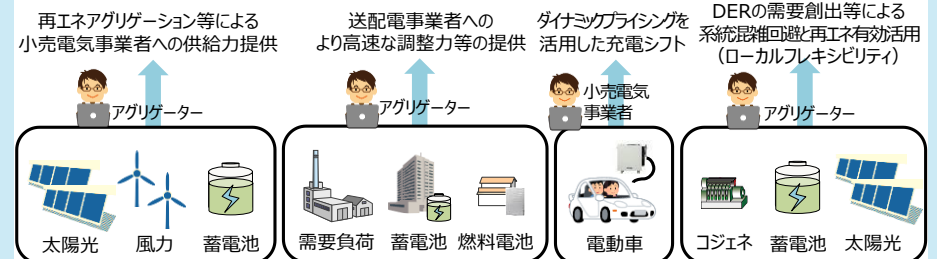 再エネアグリゲーション等による
小売電気事業者への供給力提供
アグリゲーター
太陽光 風力 蓄電池
送配電事業者への
より高速な調整力等の提供
アグリゲーター
需要負荷 蓄電池 燃料電池
ダイナミックプライシングを
活用した充電シフト
小売電気
事業者
電動車
DERの需要創出等による
系統混雑回避と再エネ有効活用
（ローカルフレキシビリティ）
アグリゲーター
コジェネ 蓄電池 太陽光